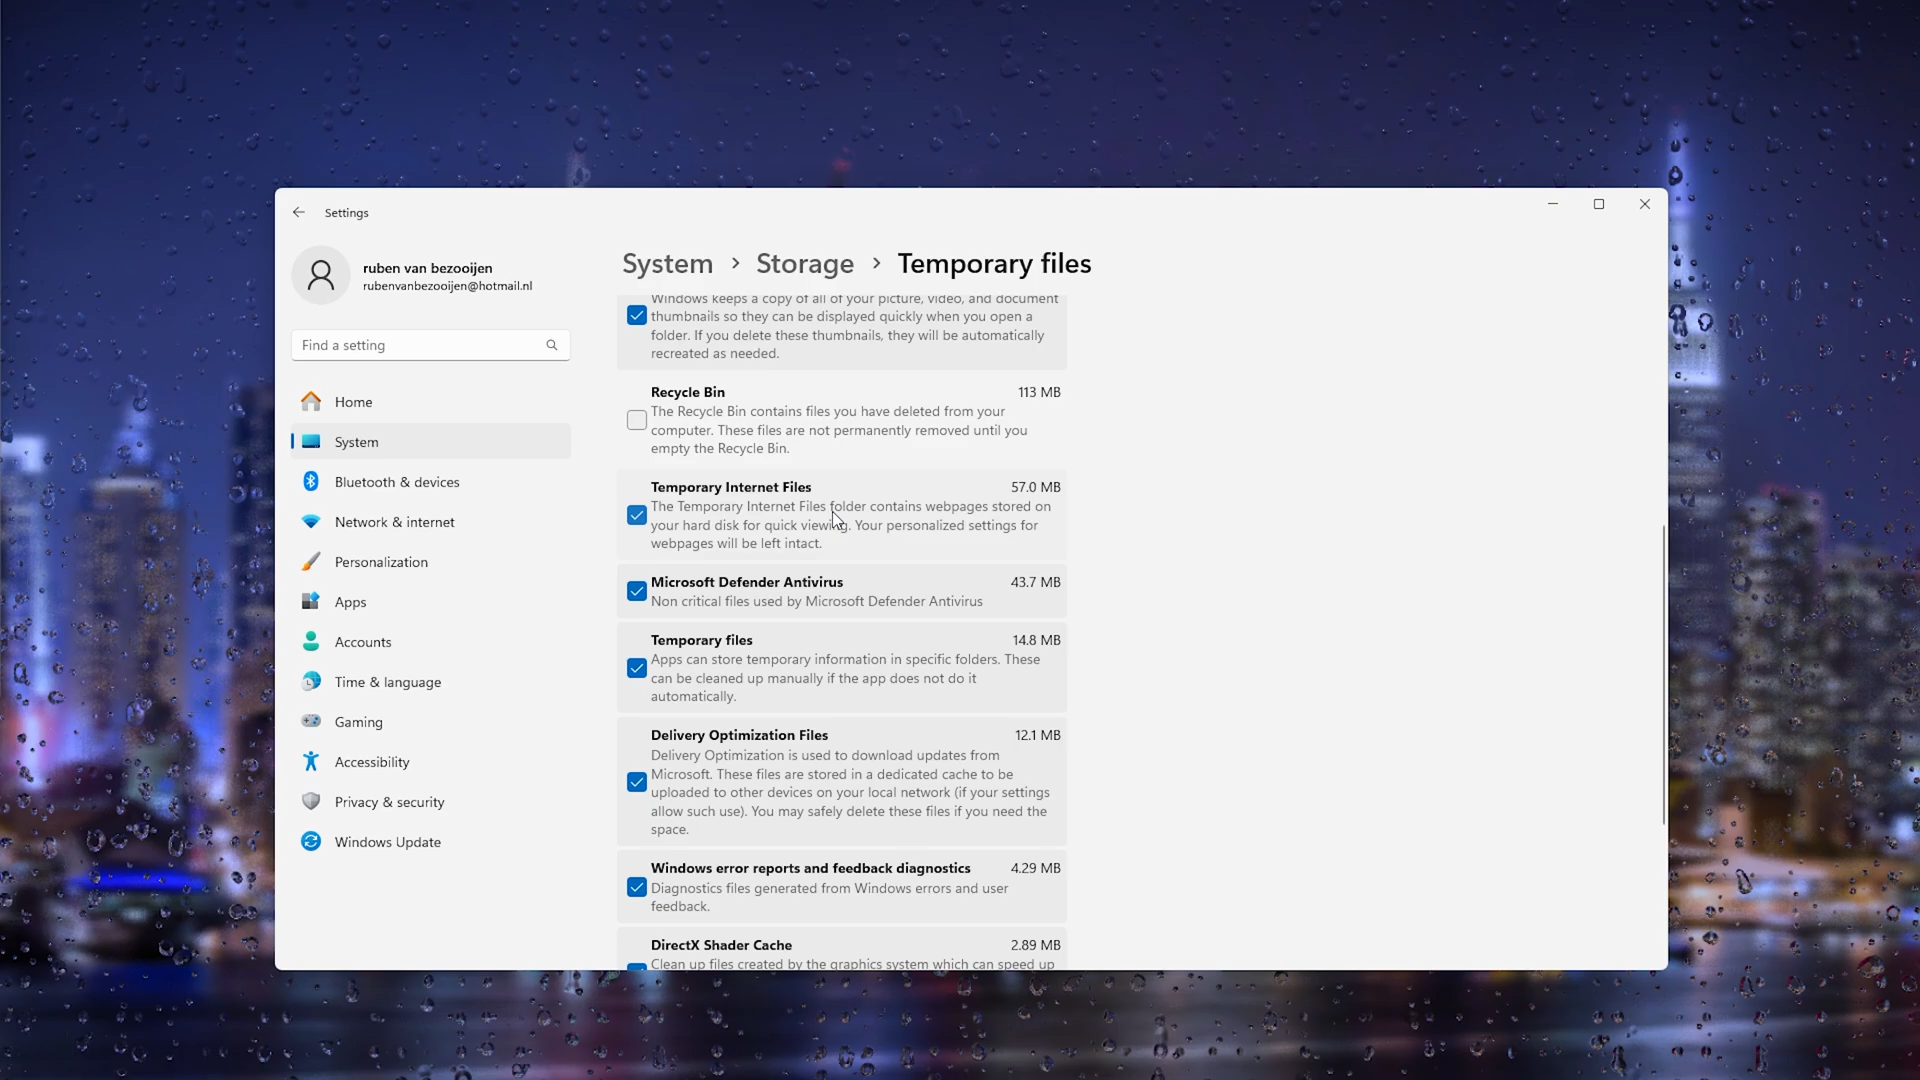 Settings
ruben van bezooijen
rubenvanbezooijen@hotmail.nl
Find a setting
Home
System
Bluetooth & devices
Network & internet
Personalization
Apps
Accounts
Time & language
Gaming
Accessibility
Privacy & security
Windows Update
System > Storage > Temporary files
Windows keeps a copy of all of your picture, video, and document
thumbnails so they can be displayed quickly when you open a
folder. If you delete these thumbnails, they will be automatically
recreated as needed.
Recycle Bin 113 MB
The Recycle Bin contains files you have deleted from your
computer. These files are not permanently removed until you
empty the Recycle Bin.
Temporary Internet Files 57.0 MB
The Temporary Internet Files folder contains webpages stored on
your hard disk for quick viewing. Your personalized settings for
webpages will be left intact.
Microsoft Defender Antivirus 43.7 MB
Non critical files used by Microsoft Defender Antivirus
Temporary files 14.8 MB
Apps can store temporary information in specific folders. These
can be cleaned up manually if the app does not do it
automatically.
Delivery Optimization Files 12.1 MB
Delivery Optimization is used to download updates from
Microsoft. These files are stored in a dedicated cache to be
uploaded to other devices on your local network (if your settings
allow such use). You may safely delete these files if you need the
space.
Windows error reports and feedback diagnostics 4.29 MB
Diagnostics files generated from Windows errors and user
feedback.
DirectX Shader Cache 2.89 MB
Clean up files created by the graphics system which can speed up